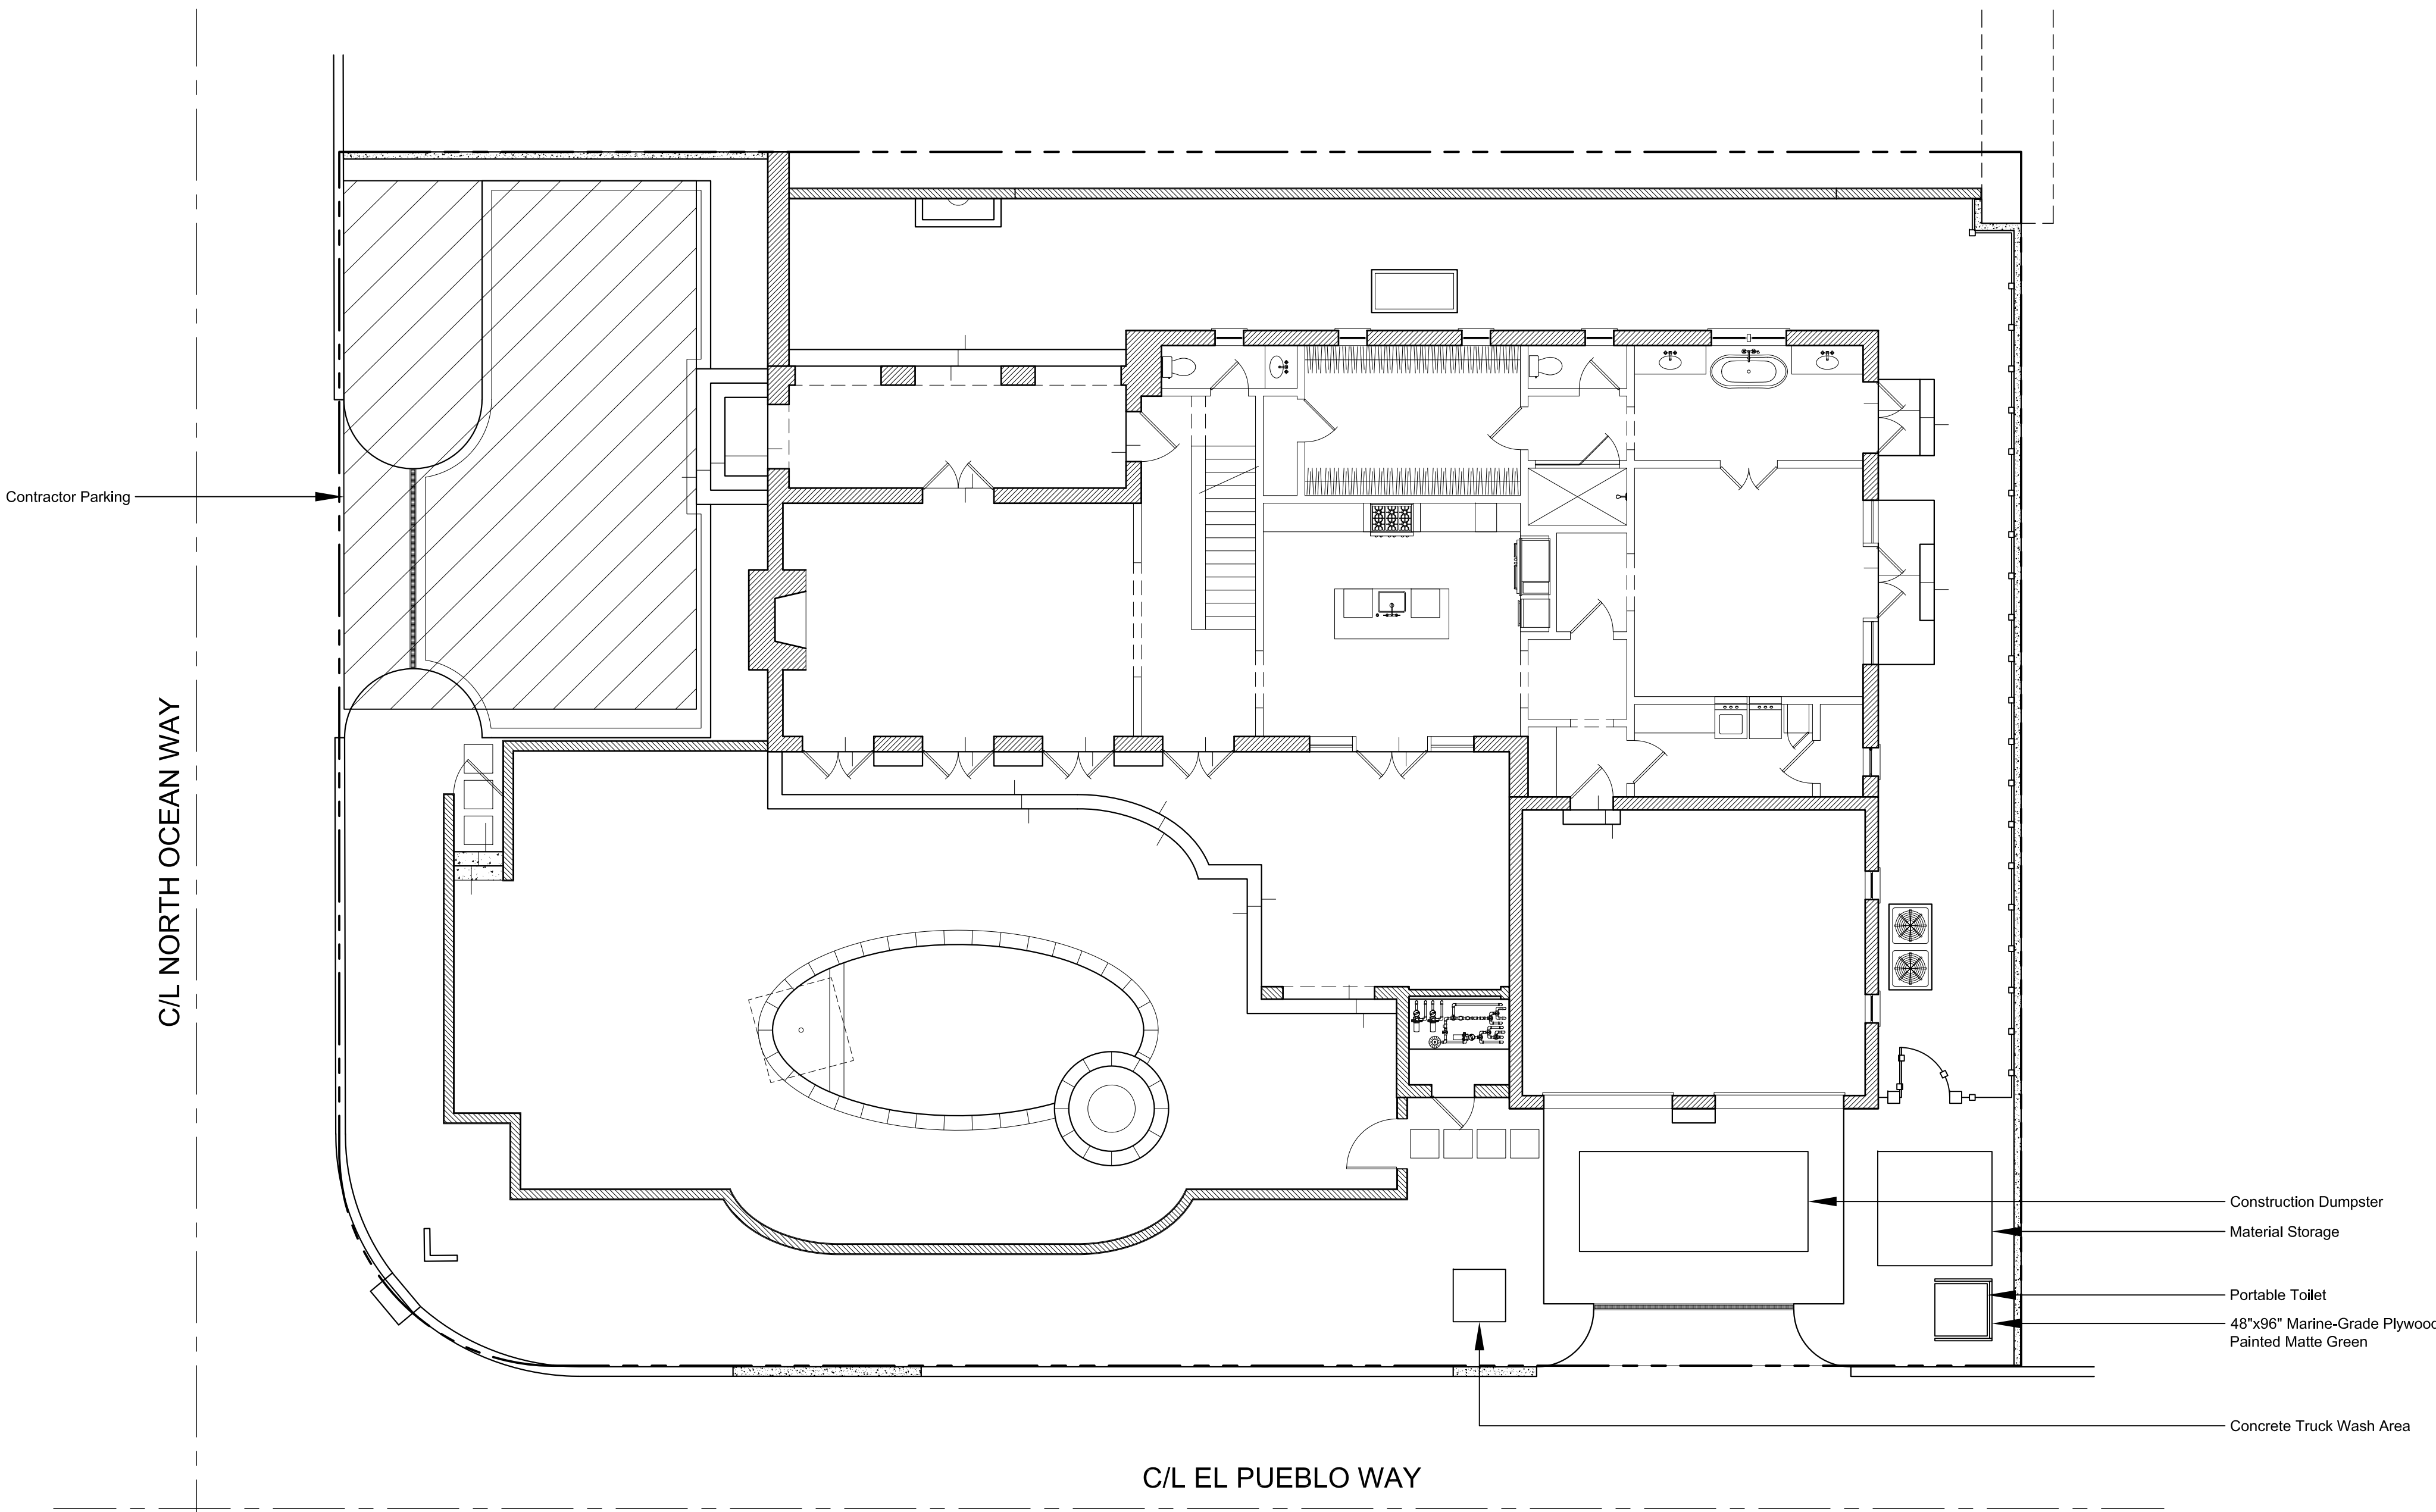 Contractor Parking
C/L NORTH OCEAN WAY
Construction Dumpster
Material Storage
Portable Toilet
48"x96" Marine-Grade
Painted Matte Green
Concrete Truck Wash Area
C/L EL PUEBLO WAY